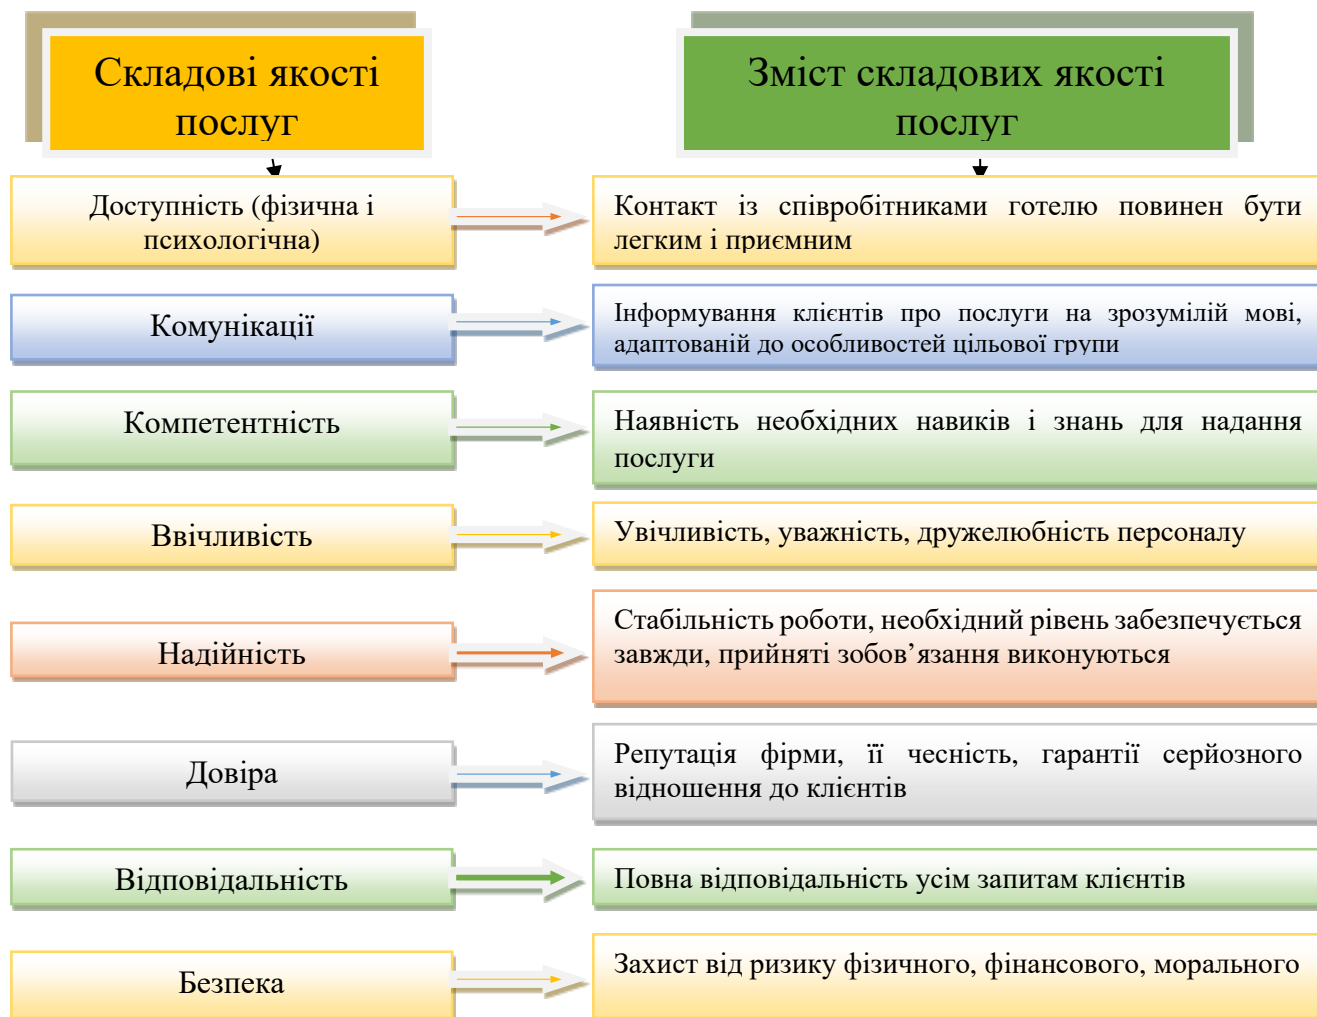 Складові якості
послуг
Зміст складових якості
послуг
Доступність (фізична і
психологічна)
Контакт із співробітниками готелю повинен бути
легким і приємним
Комунікації
Інформування клієнтів про послуги на зрозумілій мові,
адаптованій до особливостей цільової групи
Компетентність
Наявність необхідних навиків і знань для надання
послуги
Ввічливість
Увічливість, уважність, дружелюбність персоналу
Надійність
Стабільність роботи, необхідний рівень забезпечується
завжди, прийняті зобов’язання виконуються
Довіра
Репутація фірми, її чесність, гарантії серйозного
відношення до клієнтів
Відповідальність
Повна відповідальність усім запитам клієнтів
Безпека
Захист від ризику фізичного, фінансового, морального